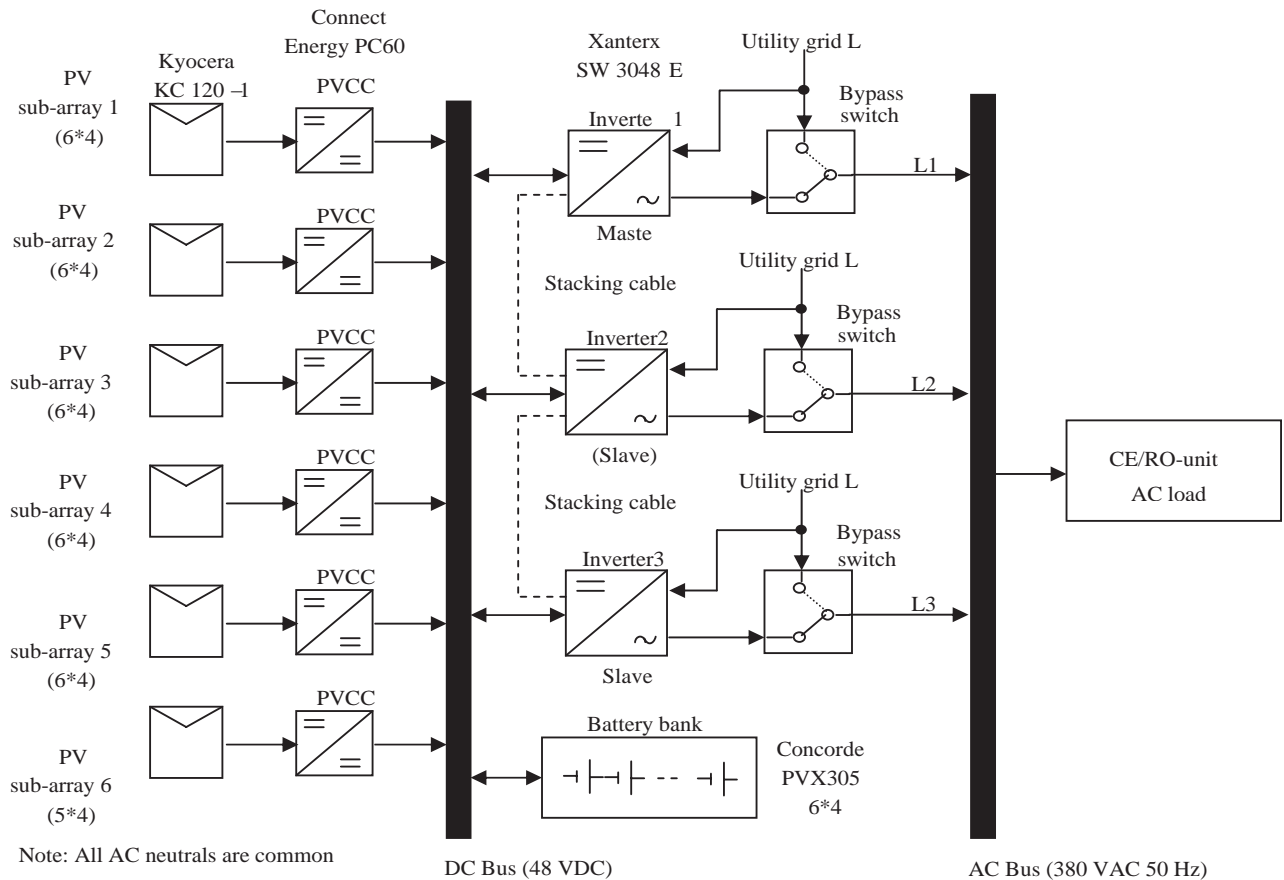 Connect
Energy PC60
Kyocera
KC 120 –1
Xanterx
SW 3048 E
Utility grid L
PV
sub-array 1
(6*4)
PVCC
Inverte 1
Bypass
switch
L1
Maste
PV
sub-array 2
(6*4)
PVCC
Stacking cable
Utility grid L
PV
sub-array 3
(6*4)
PVCC
Inverter2
Bypass
switch
L2
(Slave)
PV
sub-array 4
(6*4)
PVCC
Stacking cable
Utility grid L
CE/RO-unit
AC load
PV
sub-array 5
(6*4)
PVCC
Inverter3
Bypass
switch
L3
Slave
PV
sub-array 6
(5*4)
PVCC
Battery bank
Concorde
PVX305
6*4
Note: All AC neutrals are common
DC Bus (48 VDC)
AC Bus (380 VAC 50 Hz)